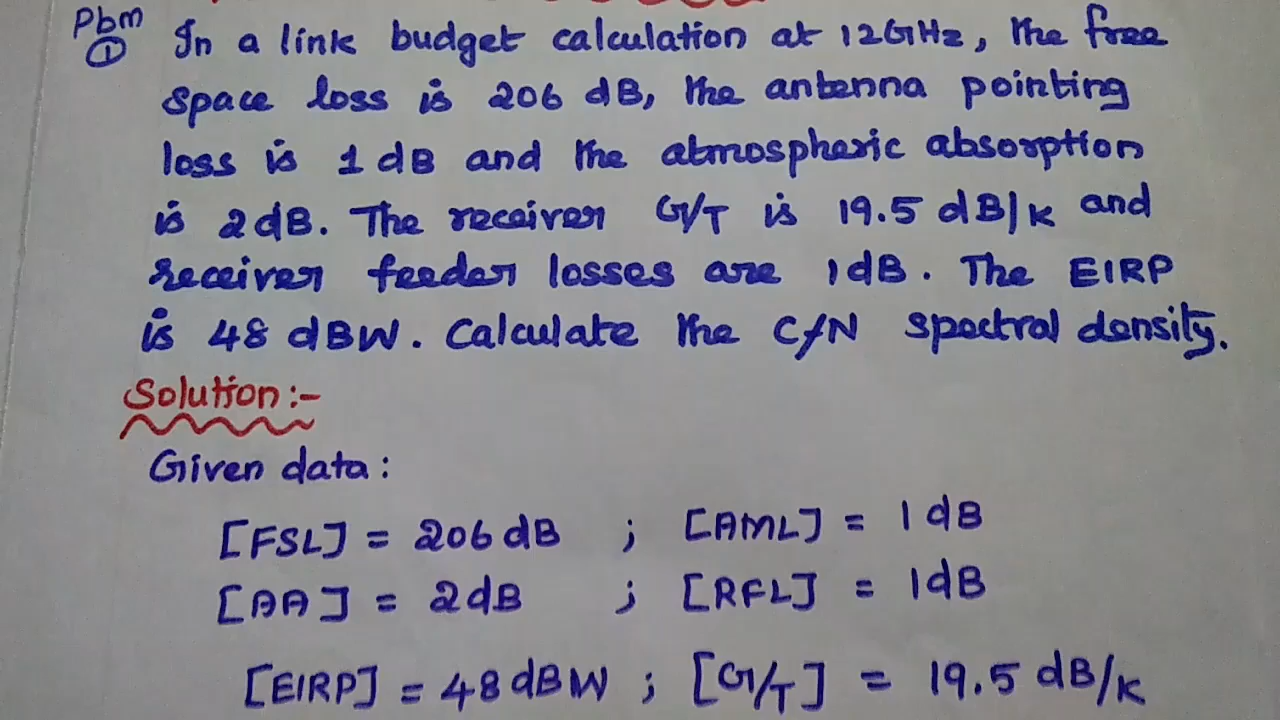 Pbm
① In a link budget calculation at 12GHz, the free
space loss is 206 dB, the antenna pointing
loss is 1 dB and the atmospheric absorption
is 2dB. The receiver G/T is 19.5 dB/K and
receiver feeder losses are 1dB. The EIRP
is 48 dBW. Calculate the C/N spectral density.
Solution:-
Given data:
[FSL] = 206 dB ; [AML] = 1 dB
[AA] = 2dB ; [RFL] = 1dB
[EIRP] = 48 dBW ; [G/T] = 19.5 dB/K